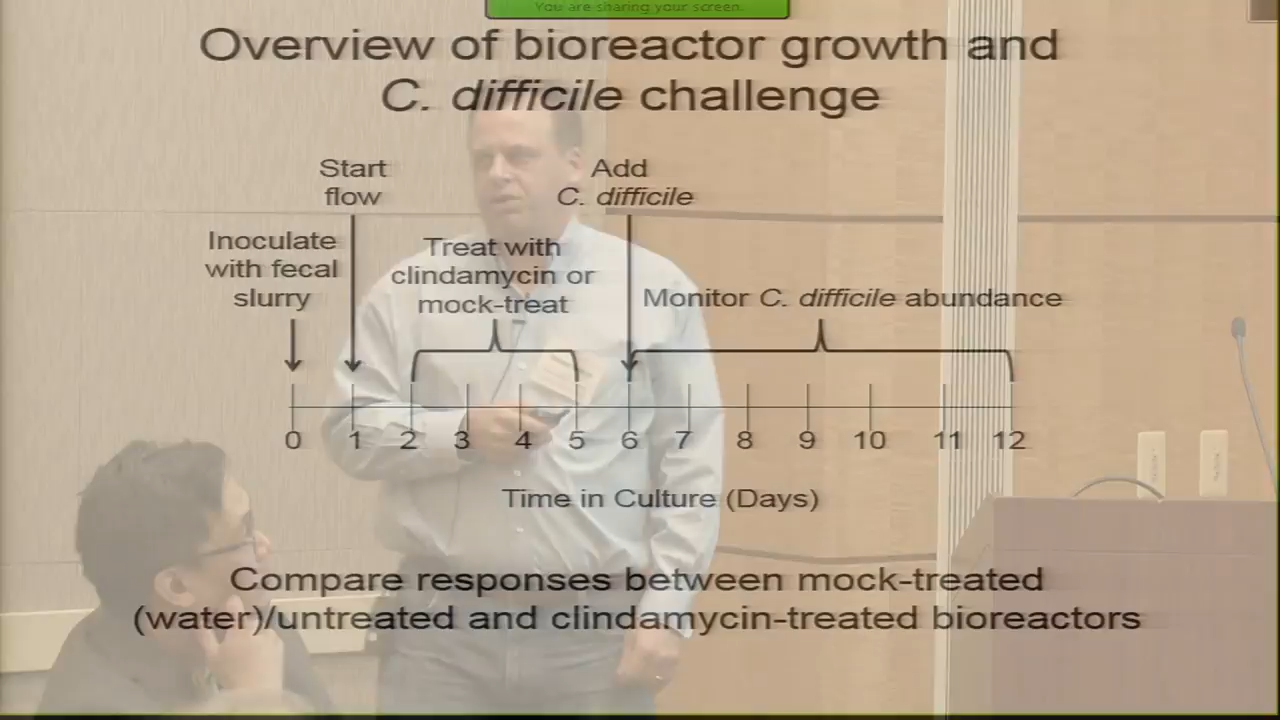 You are sharing your screen.
Overview of bioreactor growth and
C. difficile challenge
Start
flow
Add
C. difficile
Inoculate
with fecal
slurry
Treat with
clindamycin or
mock-treat
Monitor C. difficile abundance
0 1 2 3 4 5 6 7 8 9 10 11 12
Time in Culture (Days)
Compare responses between mock-treated
(water)/untreated and clindamycin-treated bioreactors